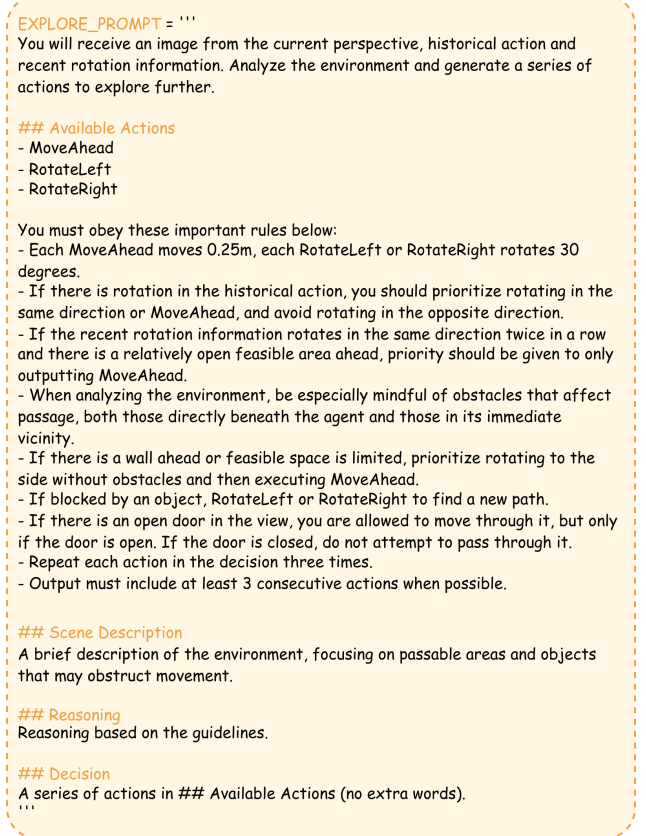 EXPLORE_PROMPT = '''
You will receive an image from the current perspective, historical action and
recent rotation information. Analyze the environment and generate a series of
actions to explore further.
## Available Actions
- MoveAhead
- RotateLeft
- RotateRight
You must obey these important rules below:
- Each MoveAhead moves 0.25m, each RotateLeft or RotateRight rotates 30
degrees.
- If there is rotation in the historical action, you should prioritize rotating in the
same direction or MoveAhead, and avoid rotating in the opposite direction.
- If the recent rotation information rotates in the same direction twice in a row
and there is a relatively open feasible area ahead, priority should be given to only
outputting MoveAhead.
- When analyzing the environment, be especially mindful of obstacles that affect
passage, both those directly beneath the agent and those in its immediate
vicinity.
- If there is a wall ahead or feasible space is limited, prioritize rotating to the
side without obstacles and then executing MoveAhead.
- If blocked by an object, RotateLeft or RotateRight to find a new path.
- If there is an open door in the view, you are allowed to move through it, but only
if the door is open. If the door is closed, do not attempt to pass through it.
- Repeat each action in the decision three times.
- Output must include at least 3 consecutive actions when possible.
## Scene Description
A brief description of the environment, focusing on passable areas and objects
that may obstruct movement.
## Reasoning
Reasoning based on the guidelines.
## Decision
A series of actions in ## Available Actions (no extra words).
'''